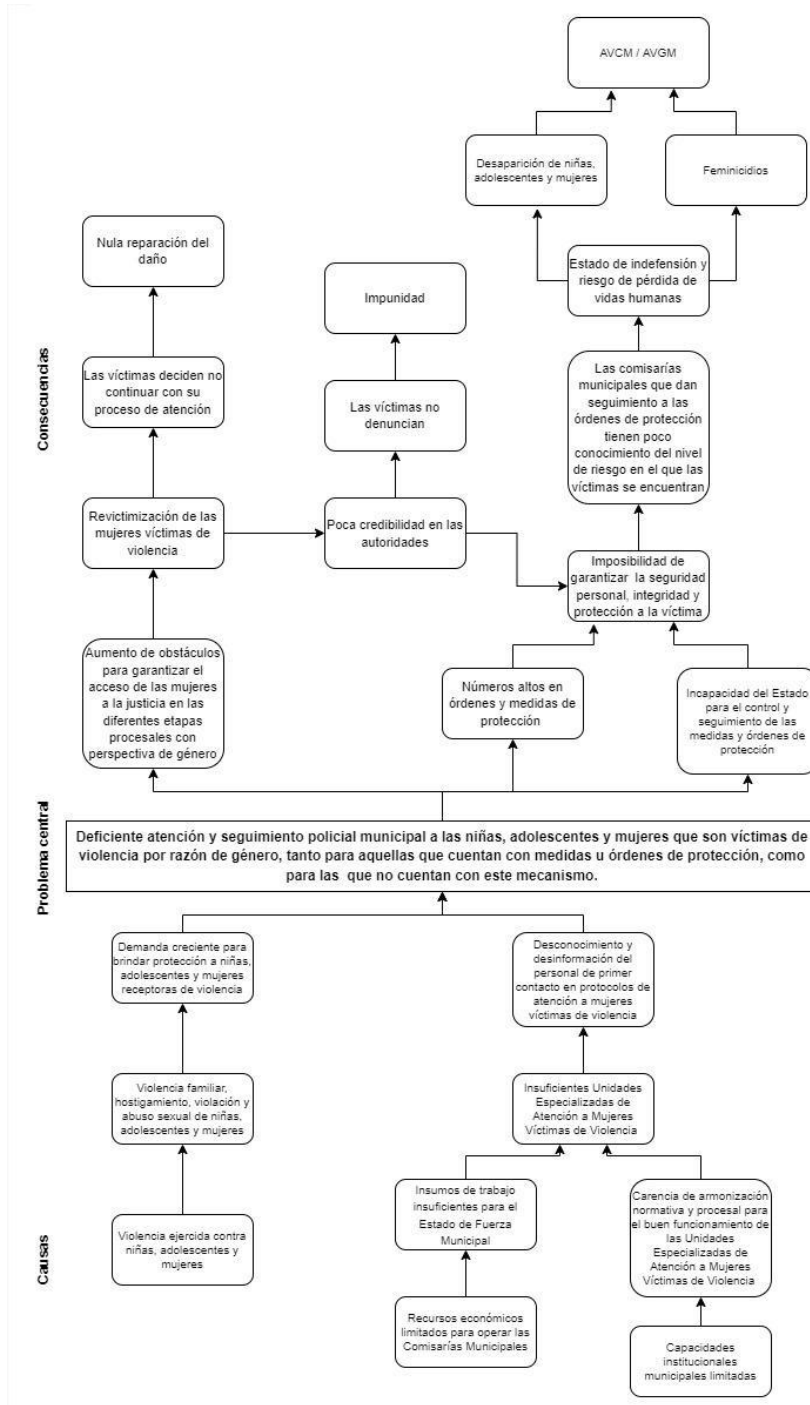 AVCM / AVGM
Desaparición de niñas,
adolescentes y mujeres
Feminicidios
Nula reparación del
daño
Estado de indefensión y
riesgo de pérdida de
vidas humanas
Impunidad
Consecuencias
Las víctimas deciden no
continuar con su
proceso de atención
Las víctimas no
denuncian
Las comisarías
municipales que dan
seguimiento a las
órdenes de protección
tienen poco
conocimiento del nivel
de riesgo en el que las
víctimas se encuentran
Revictimización de las
mujeres víctimas de
violencia
Poca credibilidad en las
autoridades
Imposibilidad de
garantizar la seguridad
personal, integridad y
protección a la víctima
Aumento de obstáculos
para garantizar el
acceso de las mujeres
a la justicia en las
diferentes etapas
procesales con
perspectiva de género
Números altos en
órdenes y medidas de
protección
Incapacidad del Estado
para el control y
seguimiento de las
medidas y órdenes de
protección
Problema central
Deficiente atención y seguimiento policial municipal a las niñas, adolescentes y mujeres que son víctimas de
violencia por razón de género, tanto para aquellas que cuentan con medidas u órdenes de protección, como
para las que no cuentan con este mecanismo.
Demanda creciente para
brindar protección a niñas,
adolescentes y mujeres
receptoras de violencia
Desconocimiento y
desinformación del
personal de primer
contacto en protocolos de
atención a mujeres
víctimas de violencia
Violencia familiar,
hostigamiento, violación y
abuso sexual de niñas,
adolescentes y mujeres
Insuficientes Unidades
Especializadas de
Atención a Mujeres
Víctimas de Violencia
Causas
Violencia ejercida contra
niñas, adolescentes y
mujeres
Insumos de trabajo
insuficientes para el
Estado de Fuerza
Municipal
Carencia de armonización
normativa y procesal para
el buen funcionamiento de
las Unidades
Especializadas de
Atención a Mujeres
Víctimas de Violencia
Recursos económicos
limitados para operar las
Comisarías Municipales
Capacidades
institucionales
municipales limitadas